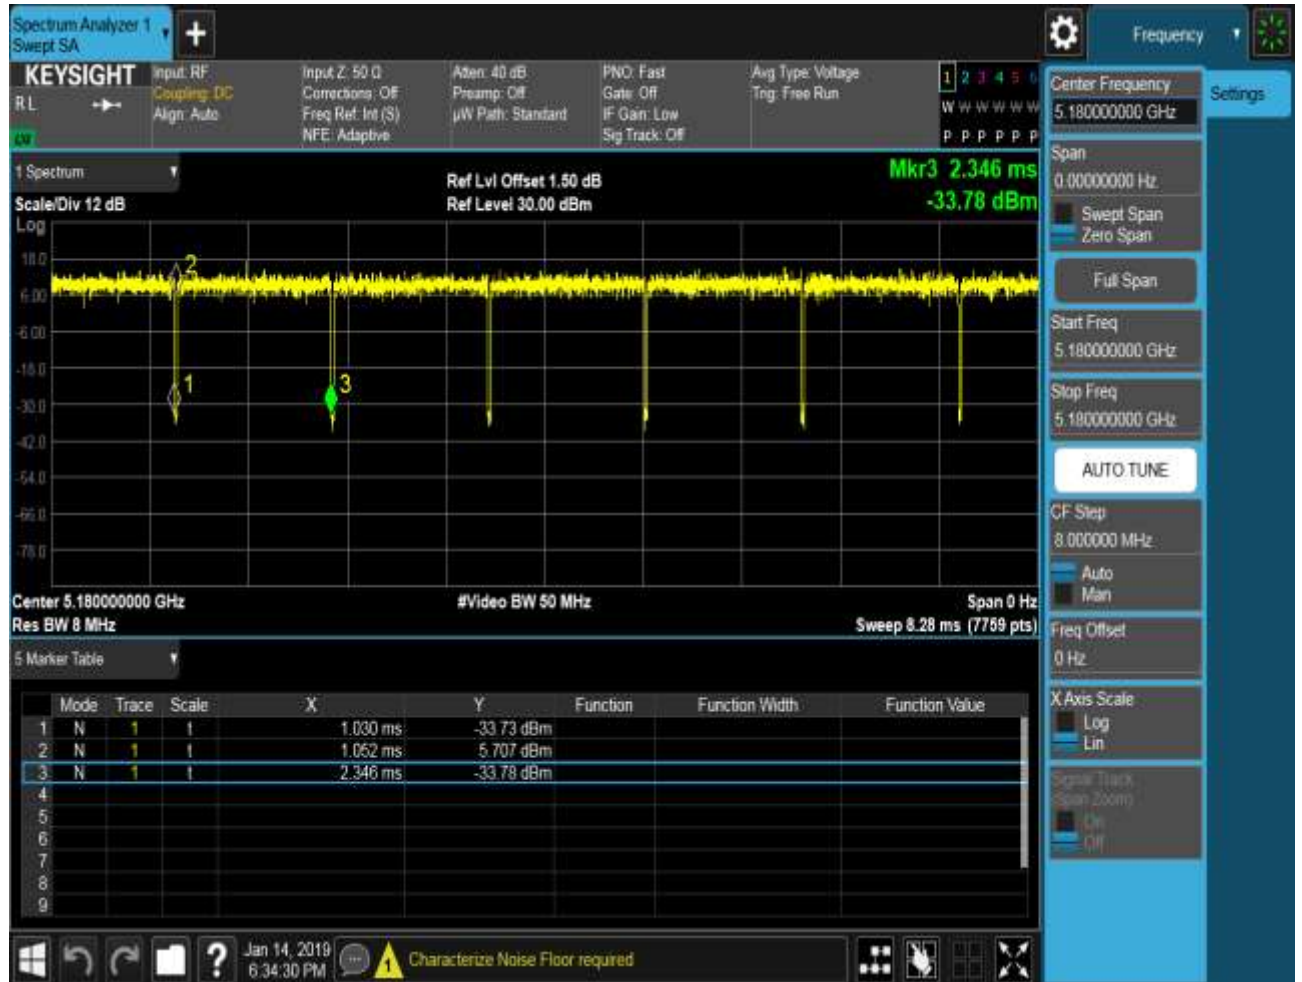 Spectrum Analyzer 1
Swept SA
Frequency
KEYSIGHT
R L
Input: RF
Coupling: DC
Align: Auto
Input Z: 50 Ω
Corrections: Off
Freq Ref: Int (S)
NFE: Adaptive
Atten: 40 dB
Preamp: Off
µW Path: Standard
PNO: Fast
Gate: Off
IF Gain: Low
Sig Track: Off
Avg Type: Voltage
Trig: Free Run
1 2 3 4 5 6
W W W W W W
P P P P P P
1 Spectrum
Scale/Div 12 dB
Ref Lvl Offset 1.50 dB
Ref Level 30.00 dBm
Mkr3 2.346 ms
-33.78 dBm
Log
18.0
6.00
-6.00
-18.0
-30.0
-42.0
-54.0
-66.0
-78.0
2
1
3
Center 5.180000000 GHz
#Video BW 50 MHz
Span 0 Hz
Res BW 8 MHz
Sweep 8.28 ms (7759 pts)
5 Marker Table
Mode Trace Scale X Y Function Function Width Function Value
1 N 1 t 1.030 ms -33.73 dBm
2 N 1 t 1.052 ms 5.707 dBm
3 N 1 t 2.346 ms -33.78 dBm
4
5
6
7
8
9
Jan 14, 2019
6:34:30 PM
?
1
Characterize Noise Floor required
Center Frequency
5.180000000 GHz
Settings
Span
0.00000000 Hz
Swept Span
Zero Span
Full Span
Start Freq
5.180000000 GHz
Stop Freq
5.180000000 GHz
AUTO TUNE
CF Step
8.000000 MHz
Auto
Man
Freq Offset
0 Hz
X Axis Scale
Log
Lin
Signal Track
(Span Zoom)
On
Off